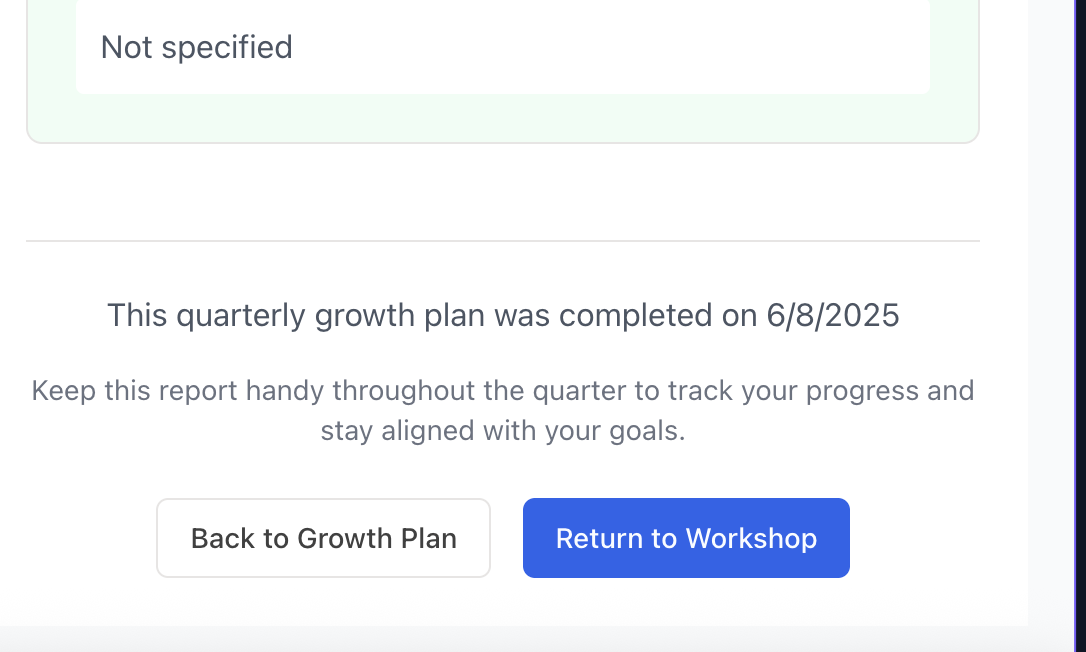 Not specified
This quarterly growth plan was completed on 6/8/2025
Keep this report handy throughout the quarter to track your progress and
stay aligned with your goals.
Back to Growth Plan
Return to Workshop